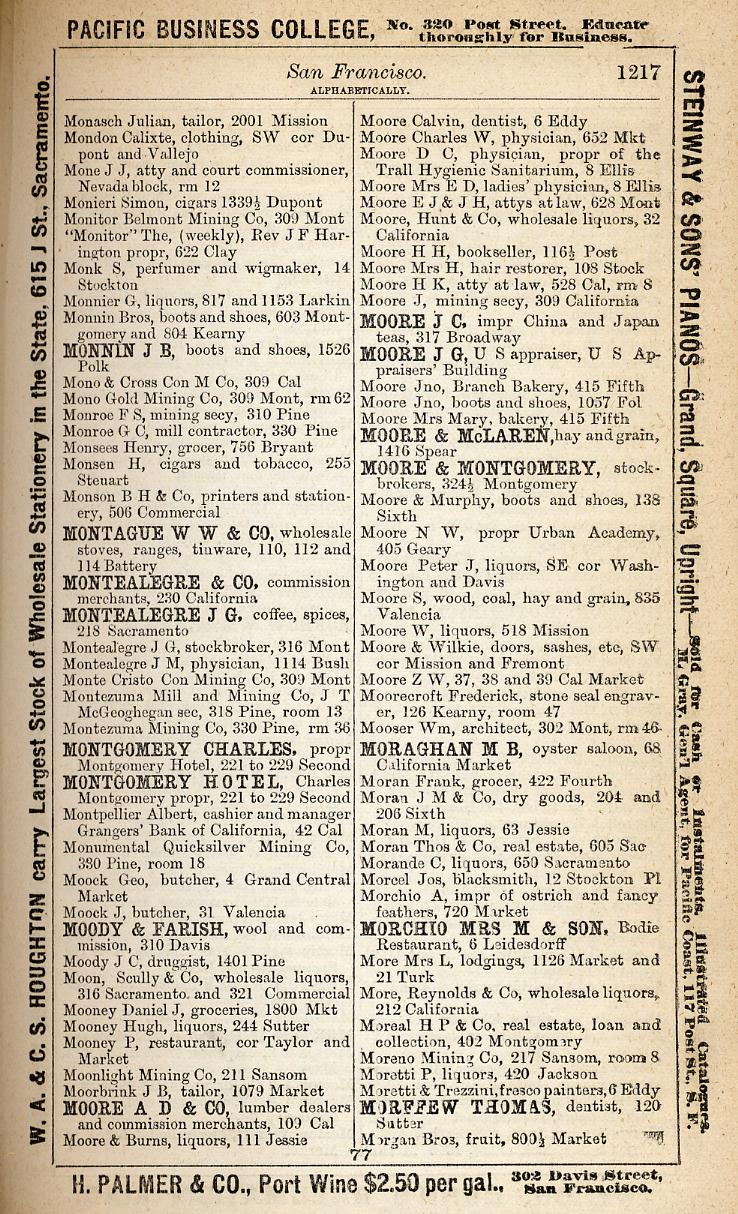 PACIFIC BUSINESS COLLEGE, No. 320 Post Street. Educate
thoroughly for Business.
W. A. & C. S. HOUGHTON carry Largest Stock of Wholesale Stationery in the State, 615 J St., Sacramento.
San Francisco. 1217
ALPHABETICALLY.
Monasch Julian, tailor, 2001 Mission
Mondon Calixte, clothing, SW cor Du-
pont and Vallejo
Mone J J, atty and court commissioner,
Nevada block, rm 12
Monieri Simon, cigars 1339½ Dupont
Monitor Belmont Mining Co, 309 Mont
"Monitor" The, (weekly), Rev J F Har-
rington propr, 622 Clay
Monk S, perfumer and wigmaker, 14
Stockton
Monnier G, liquors, 817 and 1153 Larkin
Monnin Bros, boots and shoes, 603 Mont-
gomery and 804 Kearny
MONNIN J B, boots and shoes, 1526
Polk
Mono & Cross Con M Co, 309 Cal
Mono Gold Mining Co, 309 Mont, rm 62
Monroe F S, mining secy, 310 Pine
Monroe G C, mill contractor, 330 Pine
Monsees Henry, grocer, 756 Bryant
Monsen H, cigars and tobacco, 255
Steuart
Monson B H & Co, printers and station-
ery, 506 Commercial
MONTAGUE W W & CO, wholesale
stoves, ranges, tinware, 110, 112 and
114 Battery
MONTEALEGRE & CO, commission
merchants, 230 California
MONTEALEGRE J G, coffee, spices,
218 Sacramento
Montealegre J G, stockbroker, 316 Mont
Montealegre J M, physician, 1114 Bush
Monte Cristo Con Mining Co, 309 Mont
Montezuma Mill and Mining Co, J T
McGeoghegan sec, 318 Pine, room 13
Montezuma Mining Co, 330 Pine, rm 36
MONTGOMERY CHARLES, propr
Montgomery Hotel, 221 to 229 Second
MONTGOMERY HOTEL, Charles
Montgomery propr, 221 to 229 Second
Montpellier Albert, cashier and manager
Grangers' Bank of California, 42 Cal
Monumental Quicksilver Mining Co,
330 Pine, room 18
Moock Geo, butcher, 4 Grand Central
Market
Moock J, butcher, 31 Valencia
MOODY & FARISH, wool and com-
mission, 310 Davis
Moody J C, druggist, 1401 Pine
Moon, Scully & Co, wholesale liquors,
316 Sacramento and 321 Commercial
Mooney Daniel J, groceries, 1800 Mkt
Mooney Hugh, liquors, 244 Sutter
Mooney P, restaurant, cor Taylor and
Market
Moonlight Mining Co, 211 Sansom
Moorbrink J B, tailor, 1079 Market
MOORE A D & CO, lumber dealers
and commission merchants, 109 Cal
Moore & Burns, liquors, 111 Jessie
Moore Calvin, dentist, 6 Eddy
Moore Charles W, physician, 652 Mkt
Moore D C, physician, propr of the
Trall Hygienic Sanitarium, 8 Ellis
Moore Mrs E D, ladies' physician, 8 Ellis
Moore E J & J H, attys at law, 628 Mont
Moore, Hunt & Co, wholesale liquors, 32
California
Moore H H, bookseller, 116½ Post
Moore Mrs H, hair restorer, 108 Stock
Moore H K, atty at law, 528 Cal, rm 8
Moore J, mining secy, 309 California
MOORE J C, impr China and Japan
teas, 317 Broadway
MOORE J G, U S appraiser, U S Ap-
praisers' Building
Moore Jno, Branch Bakery, 415 Fifth
Moore Jno, boots and shoes, 1057 Fol
Moore Mrs Mary, bakery, 415 Fifth
MOORE & McLAREN, hay and grain,
1416 Spear
MOORE & MONTGOMERY, stock-
brokers, 324½ Montgomery
Moore & Murphy, boots and shoes, 138
Sixth
Moore N W, propr Urban Academy,
405 Geary
Moore Peter J, liquors, SE cor Wash-
ington and Davis
Moore S, wood, coal, hay and grain, 835
Valencia
Moore W, liquors, 518 Mission
Moore & Wilkie, doors, sashes, etc, SW
cor Mission and Fremont
Moore Z W, 37, 38 and 39 Cal Market
Moorecroft Frederick, stone seal engrav-
er, 126 Kearny, room 47
Mooser Wm, architect, 302 Mont, rm 46
MORAGHAN M B, oyster saloon, 68
California Market
Moran Frank, grocer, 422 Fourth
Moran J M & Co, dry goods, 204 and
206 Sixth
Moran M, liquors, 63 Jessie
Moran Thos & Co, real estate, 605 Sac
Morande C, liquors, 650 Sacramento
Morcel Jos, blacksmith, 12 Stockton Pl
Morchio A, impr of ostrich and fancy
feathers, 720 Market
MORCHIO MRS M & SON, Bodie
Restaurant, 6 Leidesdorff
More Mrs L, lodgings, 1126 Market and
21 Turk
More, Reynolds & Co, wholesale liquors,
212 California
Moreal H P & Co, real estate, loan and
collection, 402 Montgomery
Moreno Mining Co, 217 Sansom, room 8
Moretti P, liquors, 420 Jackson
Moretti & Trezzini, fresco painters, 6 Eddy
MORFFEW THOMAS, dentist, 120
Sutter
Morgan Bros, fruit, 800½ Market
77
STEINWAY & SONS' PIANOS—Grand, Square, Upright—Sold for Cash or Instalments. Illustrated Catalogues.
M. Gray, Gen'l Agent, for Pacific Coast, 117 Post St., S. F.
H. PALMER & CO., Port Wine $2.50 per gal., 302 Davis Street,
San Francisco.